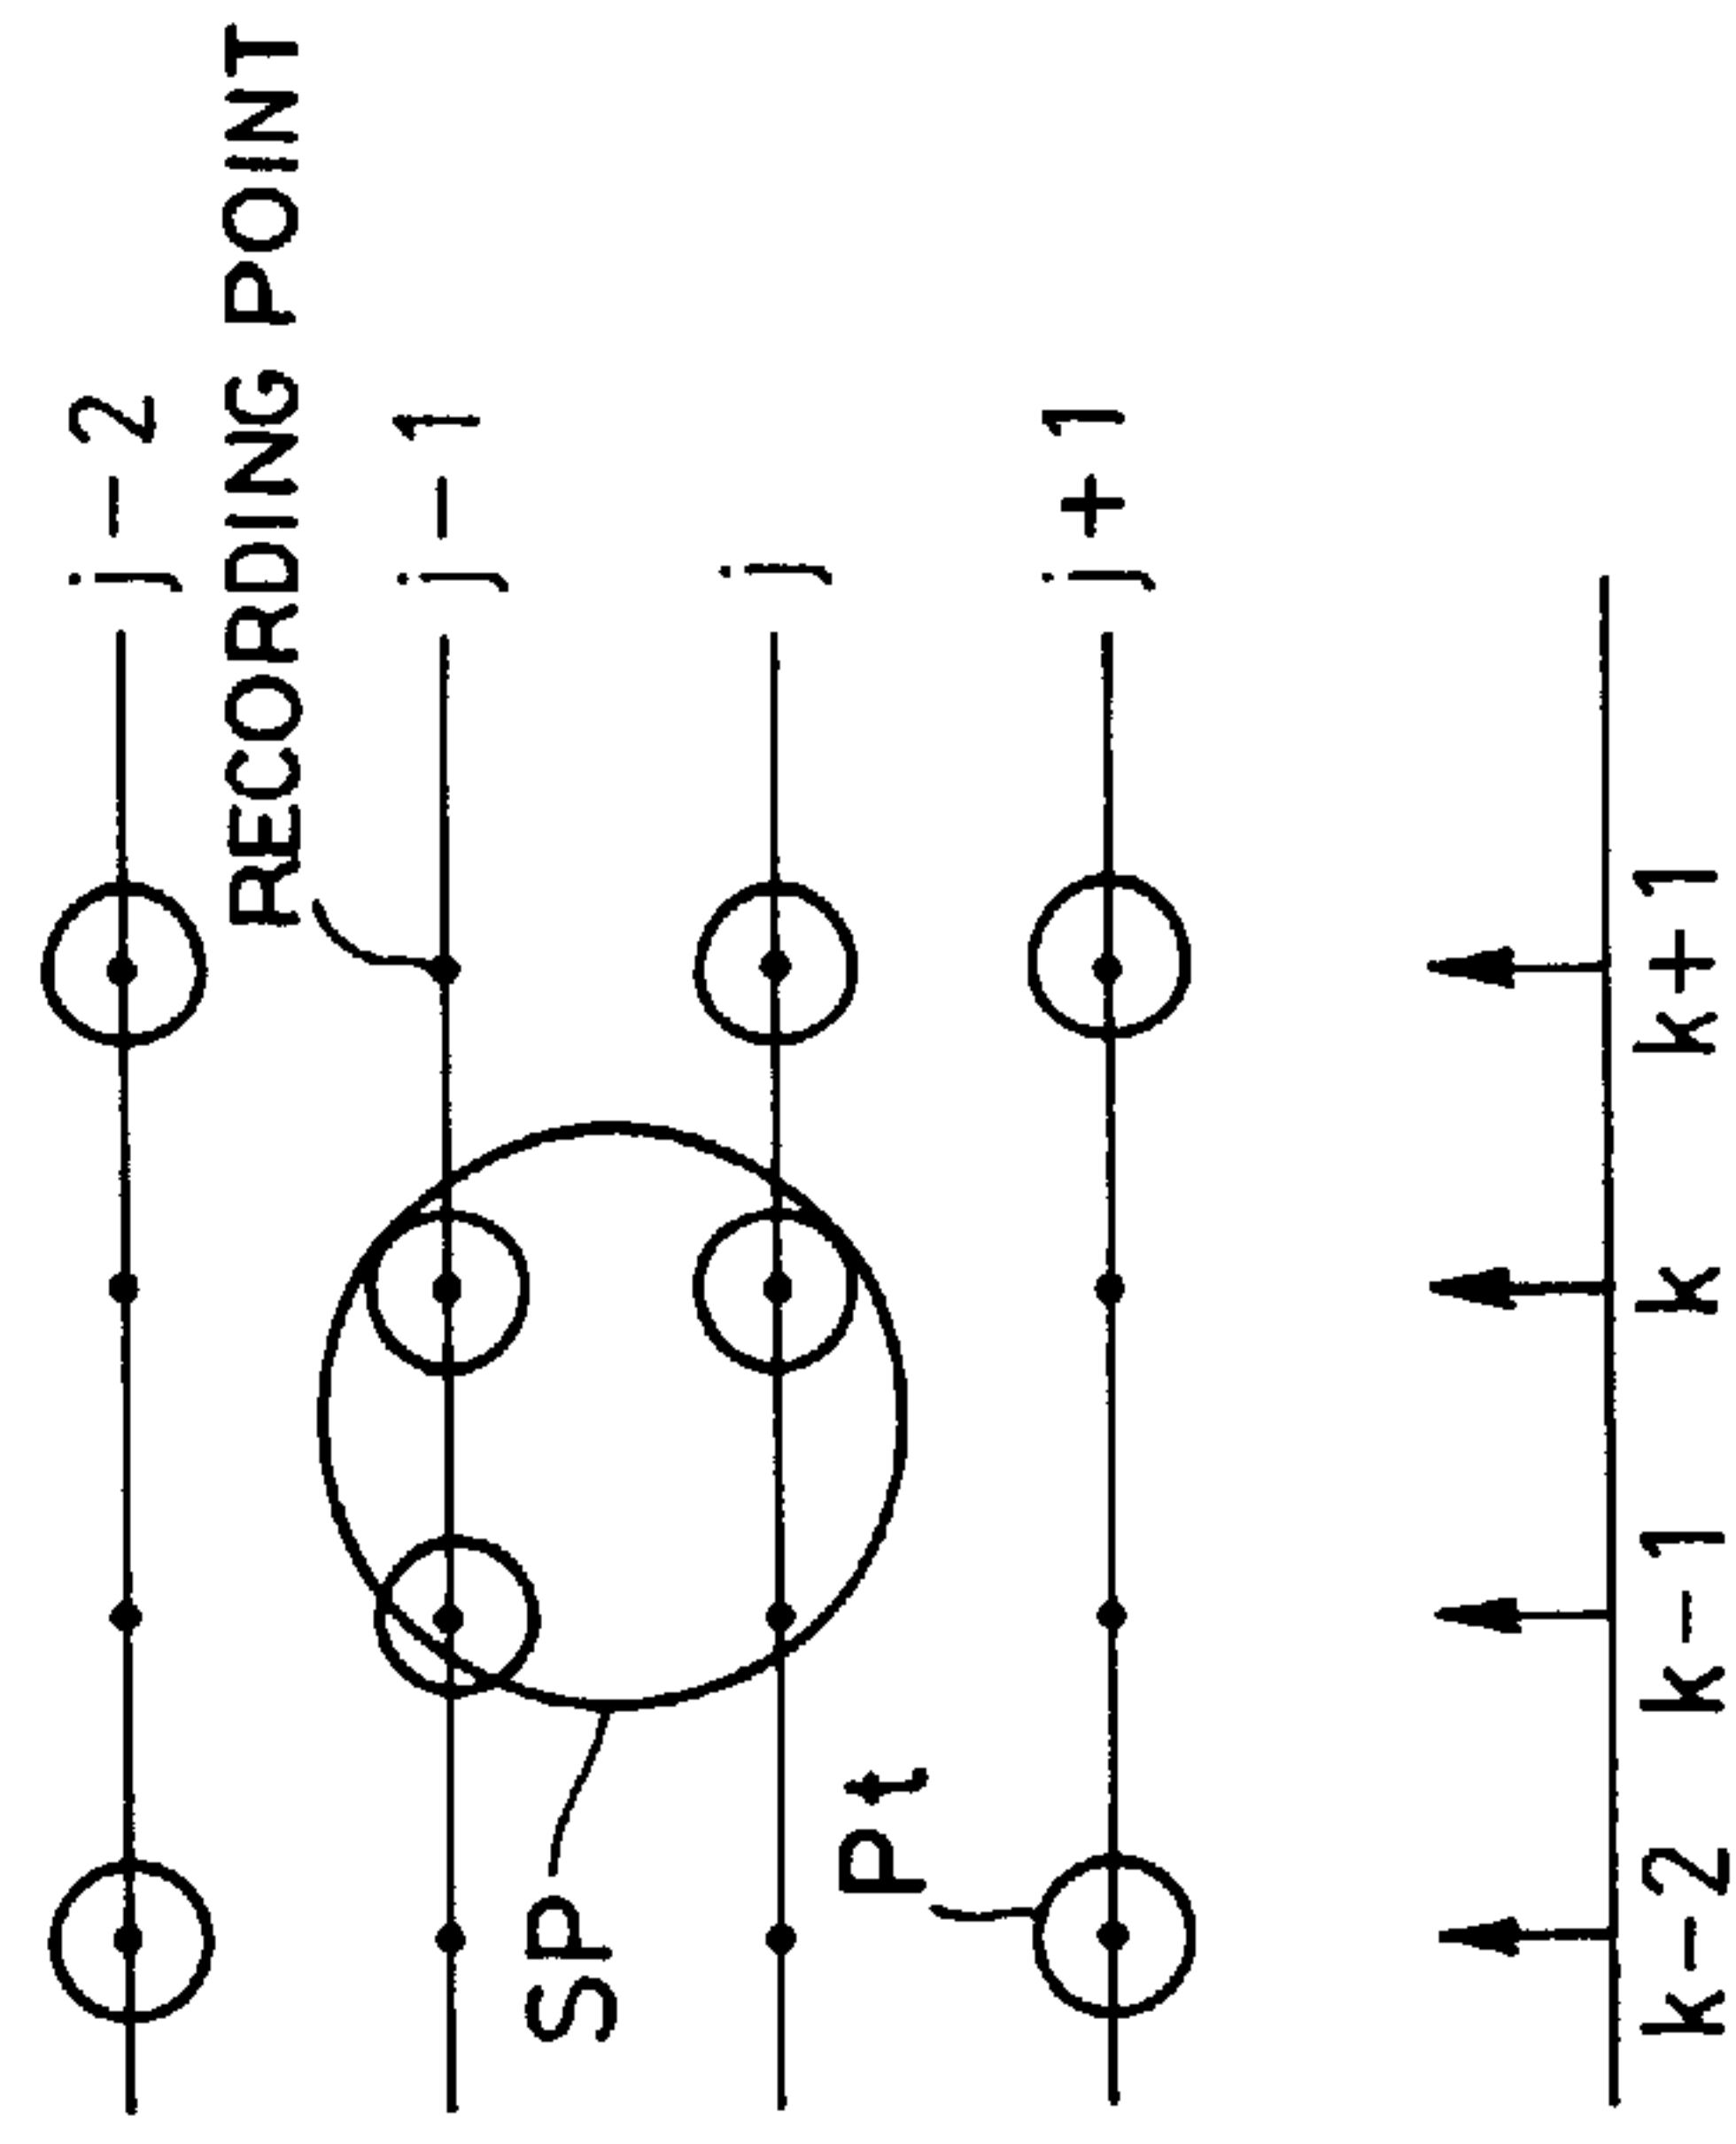 j-2
RECORDING POINT
j-1
j
j+1
SP
Pt
k-2 k-1 k k+1